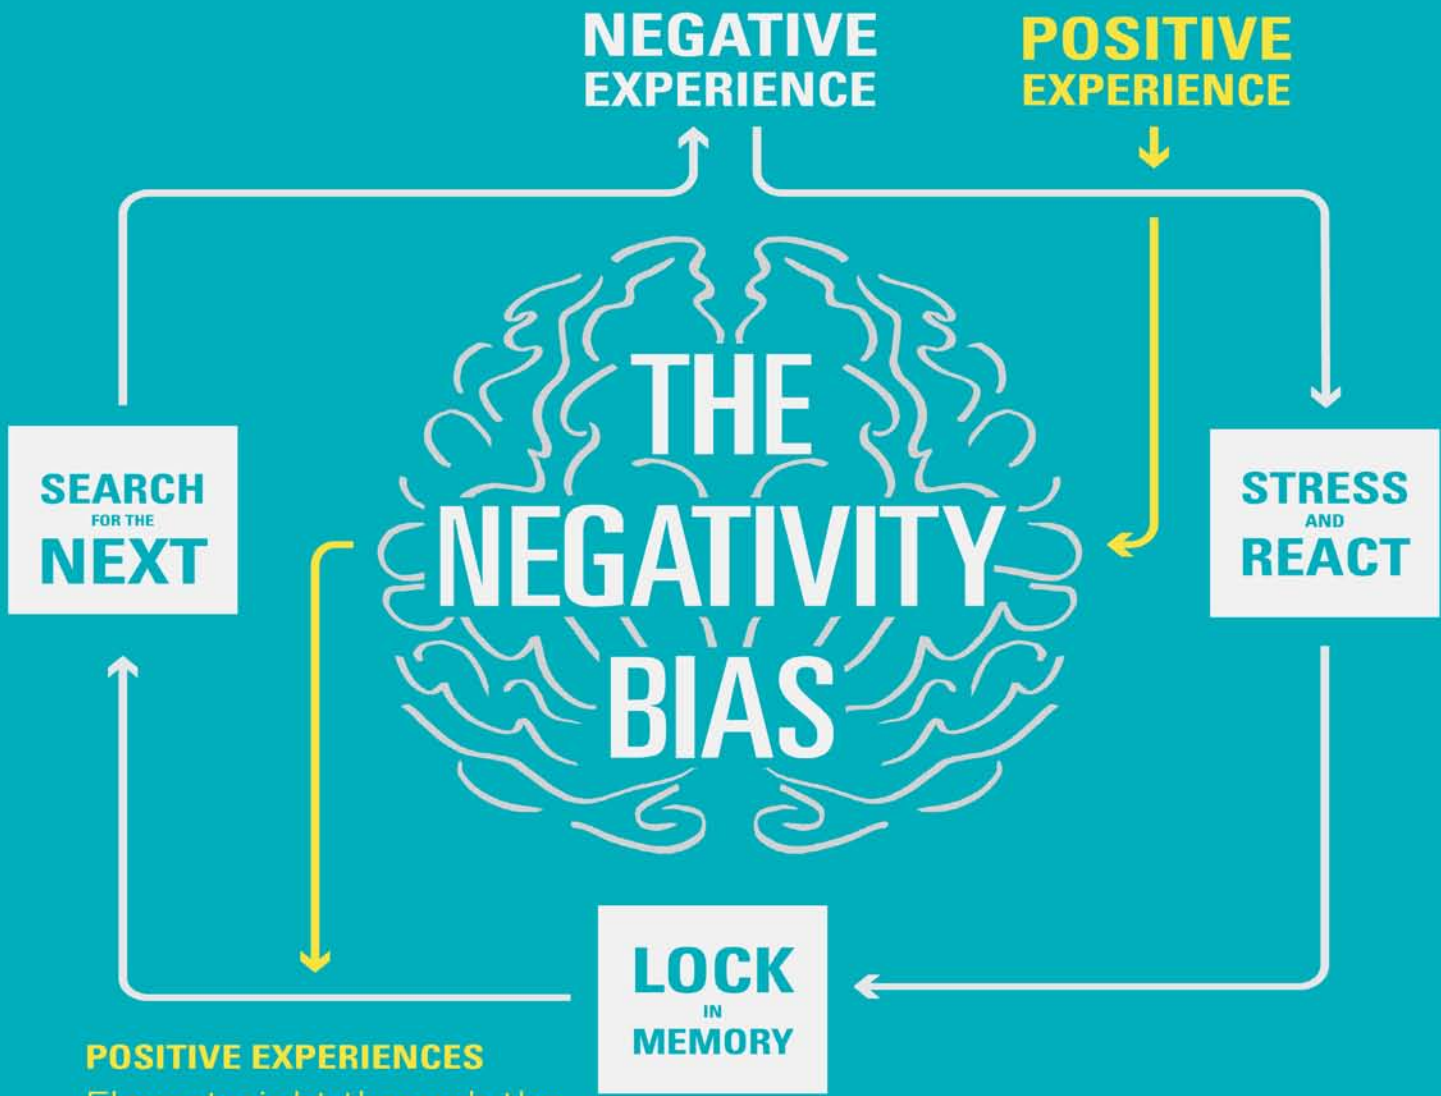 NEGATIVE
EXPERIENCE
POSITIVE
EXPERIENCE
THE
NEGATIVITY
BIAS
SEARCH
FOR THE
NEXT
STRESS
AND
REACT
LOCK
IN
MEMORY
POSITIVE EXPERIENCES